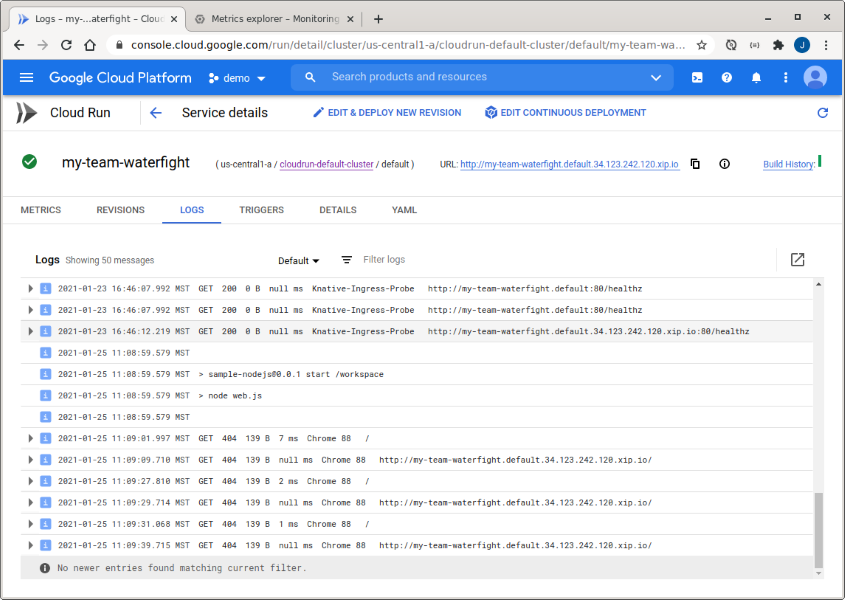 Logs – my-...aterfight – Cloud
Metrics explorer – Monitoring
console.cloud.google.com/run/detail/cluster/us-central1-a/cloudrun-default-cluster/default/my-team-wa...
J
Google Cloud Platform
demo
Search products and resources
Cloud Run
Service details
EDIT & DEPLOY NEW REVISION
EDIT CONTINUOUS DEPLOYMENT
my-team-waterfight
( us-central1-a / cloudrun-default-cluster / default )
URL: http://my-team-waterfight.default.34.123.242.120.xip.io
Build History:
METRICS REVISIONS LOGS TRIGGERS DETAILS YAML
Logs Showing 50 messages Default Filter logs
i 2021-01-23 16:46:07.992 MST GET 200 0 B null ms Knative-Ingress-Probe http://my-team-waterfight.default:80/healthz
i 2021-01-23 16:46:07.992 MST GET 200 0 B null ms Knative-Ingress-Probe http://my-team-waterfight.default:80/healthz
i 2021-01-23 16:46:12.219 MST GET 200 0 B null ms Knative-Ingress-Probe http://my-team-waterfight.default.34.123.242.120.xip.io:80/healthz
i 2021-01-25 11:08:59.579 MST
i 2021-01-25 11:08:59.579 MST > sample-nodejs@0.0.1 start /workspace
i 2021-01-25 11:08:59.579 MST > node web.js
i 2021-01-25 11:08:59.579 MST
i 2021-01-25 11:09:01.997 MST GET 404 139 B 7 ms Chrome 88 /
i 2021-01-25 11:09:09.710 MST GET 404 139 B null ms Chrome 88 http://my-team-waterfight.default.34.123.242.120.xip.io/
i 2021-01-25 11:09:27.810 MST GET 404 139 B 2 ms Chrome 88 /
i 2021-01-25 11:09:29.714 MST GET 404 139 B null ms Chrome 88 http://my-team-waterfight.default.34.123.242.120.xip.io/
i 2021-01-25 11:09:31.068 MST GET 404 139 B 1 ms Chrome 88 /
i 2021-01-25 11:09:39.715 MST GET 404 139 B null ms Chrome 88 http://my-team-waterfight.default.34.123.242.120.xip.io/
No newer entries found matching current filter.